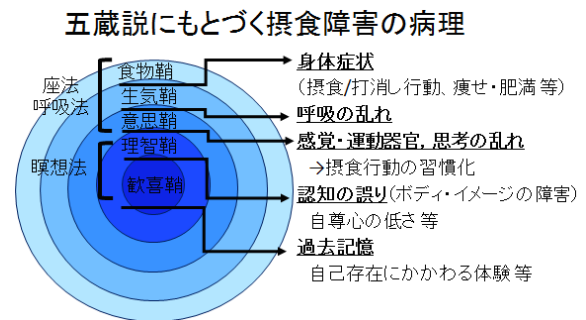 五蔵説にもとづく摂食障害の病理
座法
呼吸法
瞑想法
食物鞘
生気鞘
意思鞘
理智鞘
歓喜鞘
身体症状
（摂食/打消し行動、痩せ・肥満 等）
呼吸の乱れ
感覚・運動器官, 思考の乱れ
→摂食行動の習慣化
認知の誤り(ボディ・イメージの障害）
自尊心の低さ 等
過去記憶
自己存在にかかわる体験 等